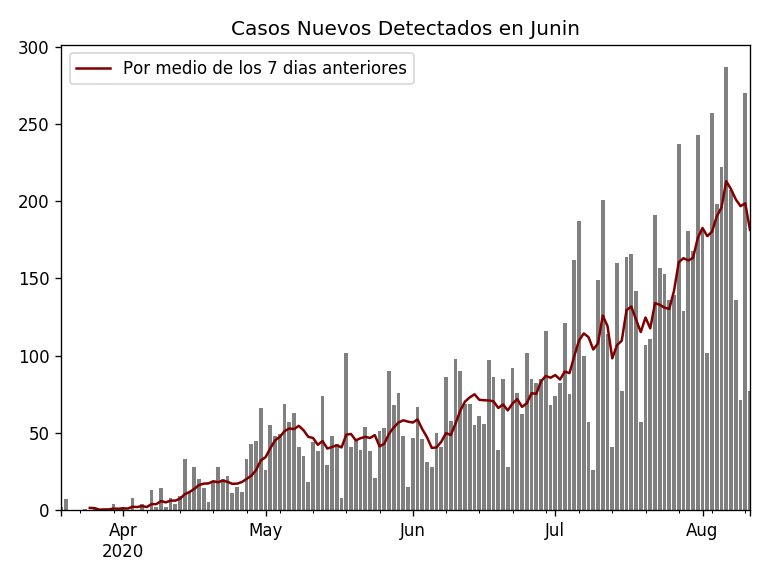 Casos Nuevos Detectados en Junin
Por medio de los 7 dias anteriores
300
250
200
150
100
50
0
Apr
2020
May
Jun
Jul
Aug